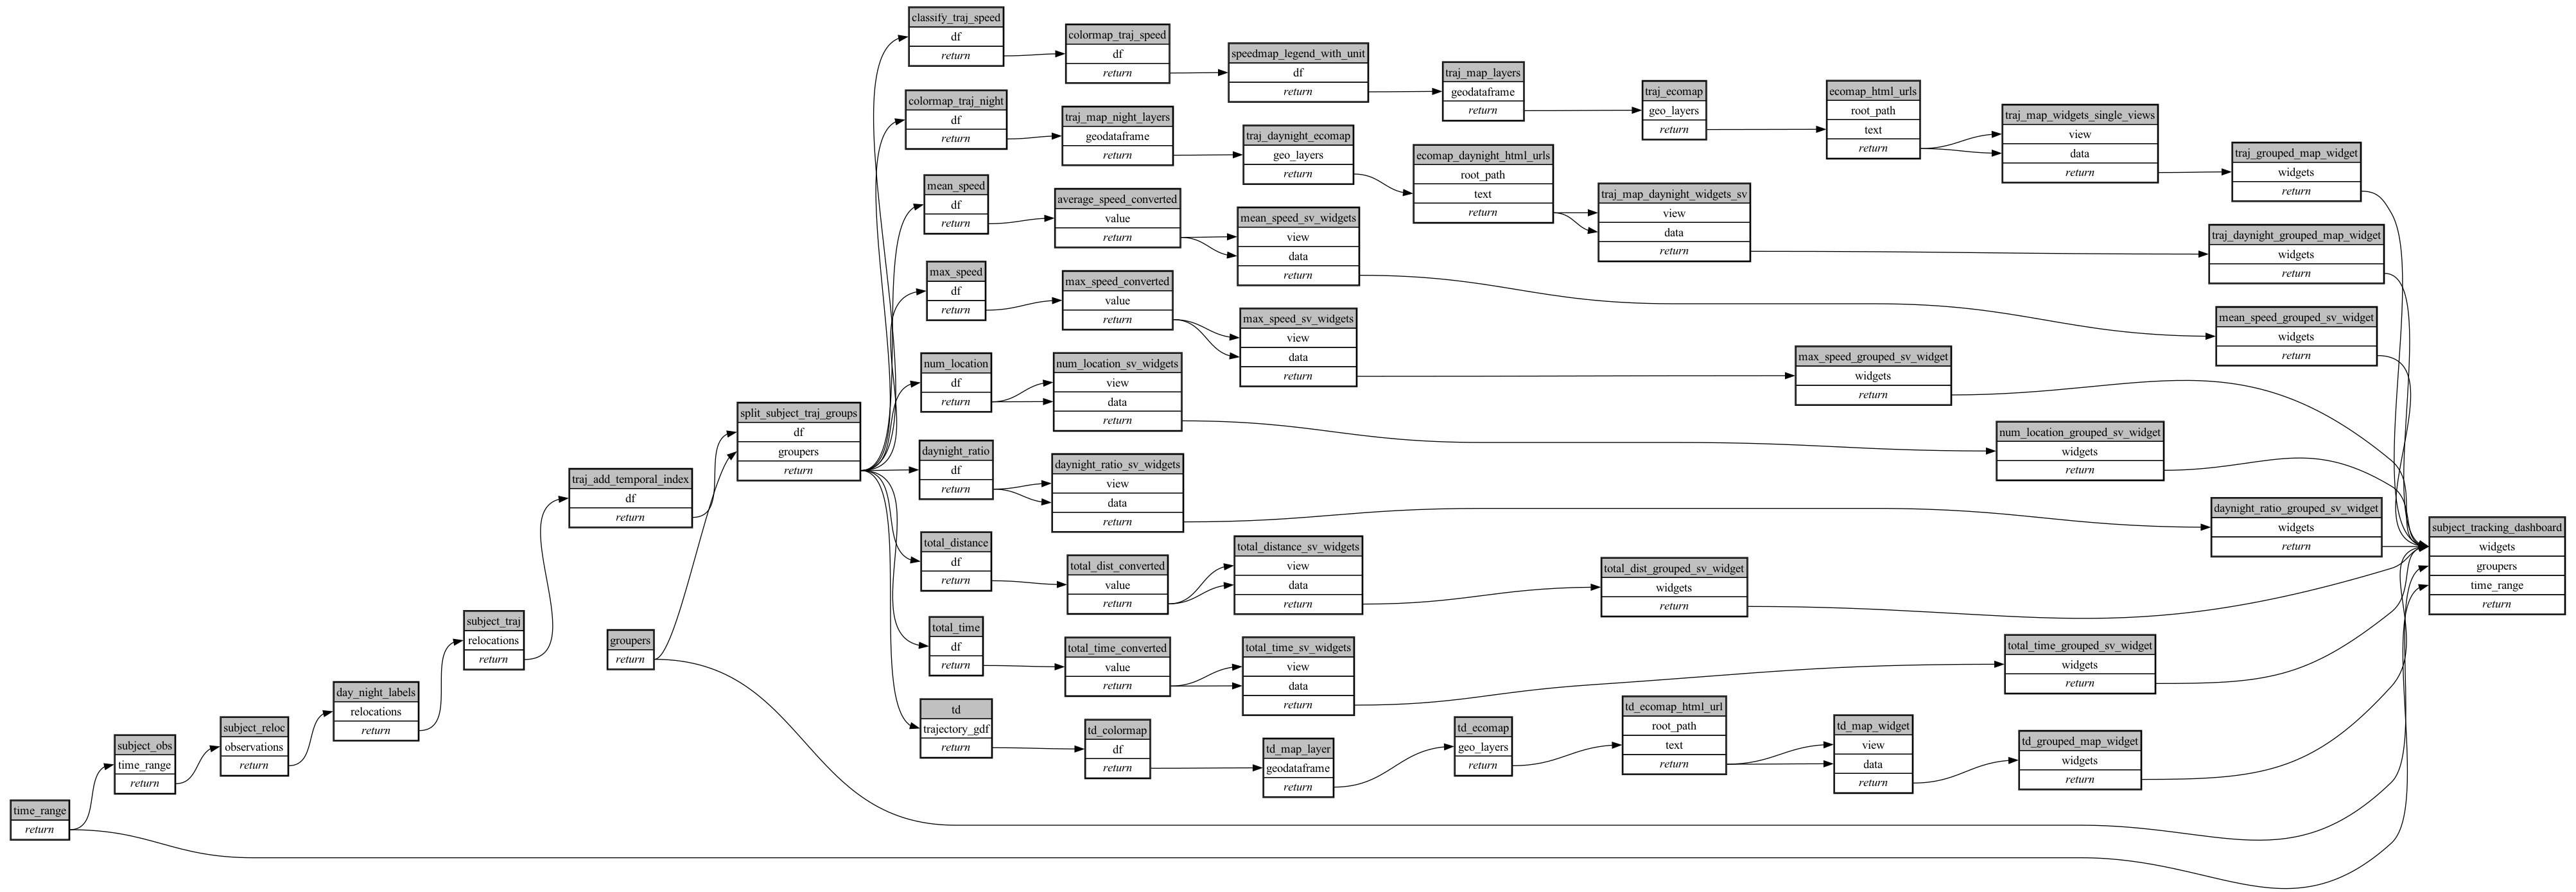 classify_traj_speed
df
return
colormap_traj_speed
df
return
speedmap_legend_with_unit
df
return
traj_map_layers
geodataframe
return
traj_ecomap
geo_layers
return
ecomap_html_urls
root_path
text
return
traj_map_widgets_single_views
view
data
return
traj_grouped_map_widget
widgets
return
colormap_traj_night
df
return
traj_map_night_layers
geodataframe
return
traj_daynight_ecomap
geo_layers
return
ecomap_daynight_html_urls
root_path
text
return
traj_map_daynight_widgets_sv
view
data
return
traj_daynight_grouped_map_widget
widgets
return
mean_speed
df
return
average_speed_converted
value
return
mean_speed_sv_widgets
view
data
return
mean_speed_grouped_sv_widget
widgets
return
max_speed
df
return
max_speed_converted
value
return
max_speed_sv_widgets
view
data
return
max_speed_grouped_sv_widget
widgets
return
num_location
df
return
num_location_sv_widgets
view
data
return
num_location_grouped_sv_widget
widgets
return
split_subject_traj_groups
df
groupers
return
daynight_ratio
df
return
daynight_ratio_sv_widgets
view
data
return
daynight_ratio_grouped_sv_widget
widgets
return
traj_add_temporal_index
df
return
subject_tracking_dashboard
widgets
groupers
time_range
return
total_distance
df
return
total_dist_converted
value
return
total_distance_sv_widgets
view
data
return
total_dist_grouped_sv_widget
widgets
return
subject_traj
relocations
return
groupers
return
total_time
df
return
total_time_converted
value
return
total_time_sv_widgets
view
data
return
total_time_grouped_sv_widget
widgets
return
day_night_labels
relocations
return
td
trajectory_gdf
return
td_colormap
df
return
td_map_layer
geodataframe
return
td_ecomap
geo_layers
return
td_ecomap_html_url
root_path
text
return
td_map_widget
view
data
return
td_grouped_map_widget
widgets
return
subject_reloc
observations
return
subject_obs
time_range
return
time_range
return